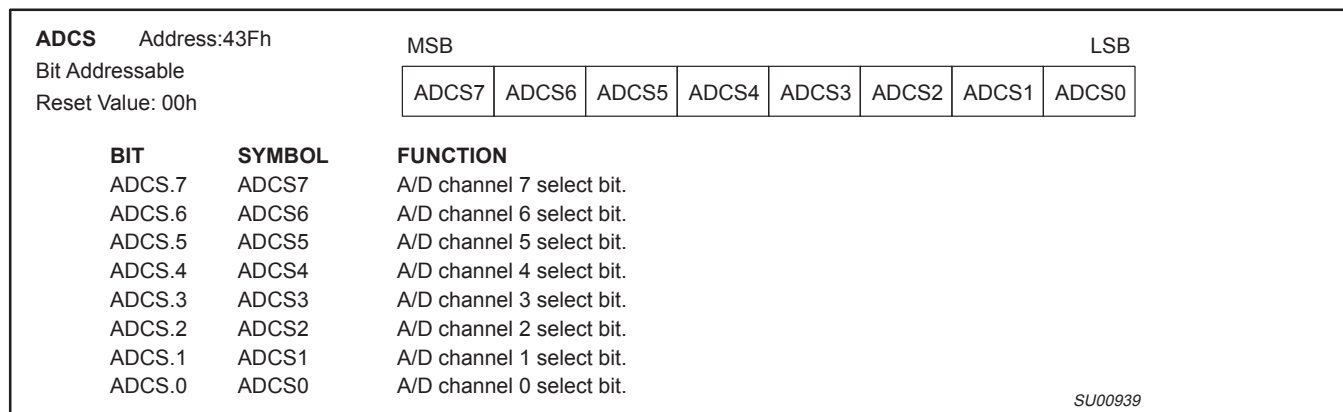 ADCS Address:43Fh
Bit Addressable
Reset Value: 00h
MSB LSB
ADCS7 ADCS6 ADCS5 ADCS4 ADCS3 ADCS2 ADCS1 ADCS0
BIT SYMBOL FUNCTION
ADCS.7 ADCS7 A/D channel 7 select bit.
ADCS.6 ADCS6 A/D channel 6 select bit.
ADCS.5 ADCS5 A/D channel 5 select bit.
ADCS.4 ADCS4 A/D channel 4 select bit.
ADCS.3 ADCS3 A/D channel 3 select bit.
ADCS.2 ADCS2 A/D channel 2 select bit.
ADCS.1 ADCS1 A/D channel 1 select bit.
ADCS.0 ADCS0 A/D channel 0 select bit.
SU00939